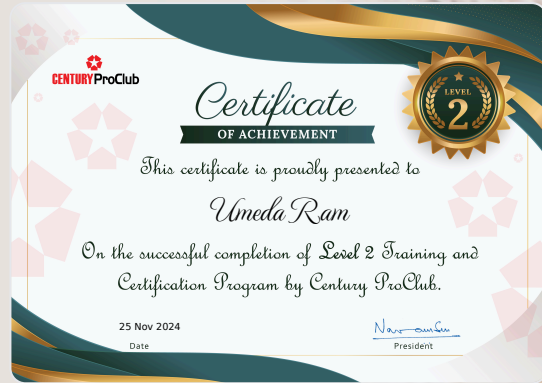 CENTURY ProClub
Certificate
OF ACHIEVEMENT
LEVEL
2
This certificate is proudly presented to
Umeda Ram
On the successful completion of Level 2 Training and
Certification Program by Century ProClub.
25 Nov 2024
Date
President